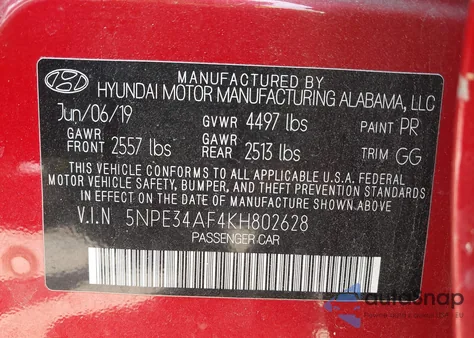 MANUFACTURED BY
HYUNDAI MOTOR MANUFACTURING ALABAMA, LLC
Jun/06/19 GVWR 4497 lbs PAINT PR
GAWR FRONT 2557 lbs GAWR REAR 2513 lbs TRIM GG
THIS VEHICLE CONFORMS TO ALL APPLICABLE U.S.A. FEDERAL
MOTOR VEHICLE SAFETY, BUMPER, AND THEFT PREVENTION STANDARDS
IN EFFECT ON THE DATE OF MANUFACTURE SHOWN ABOVE.
V.I.N 5NPE34AF4KH802628
PASSENGER CAR
autosnap